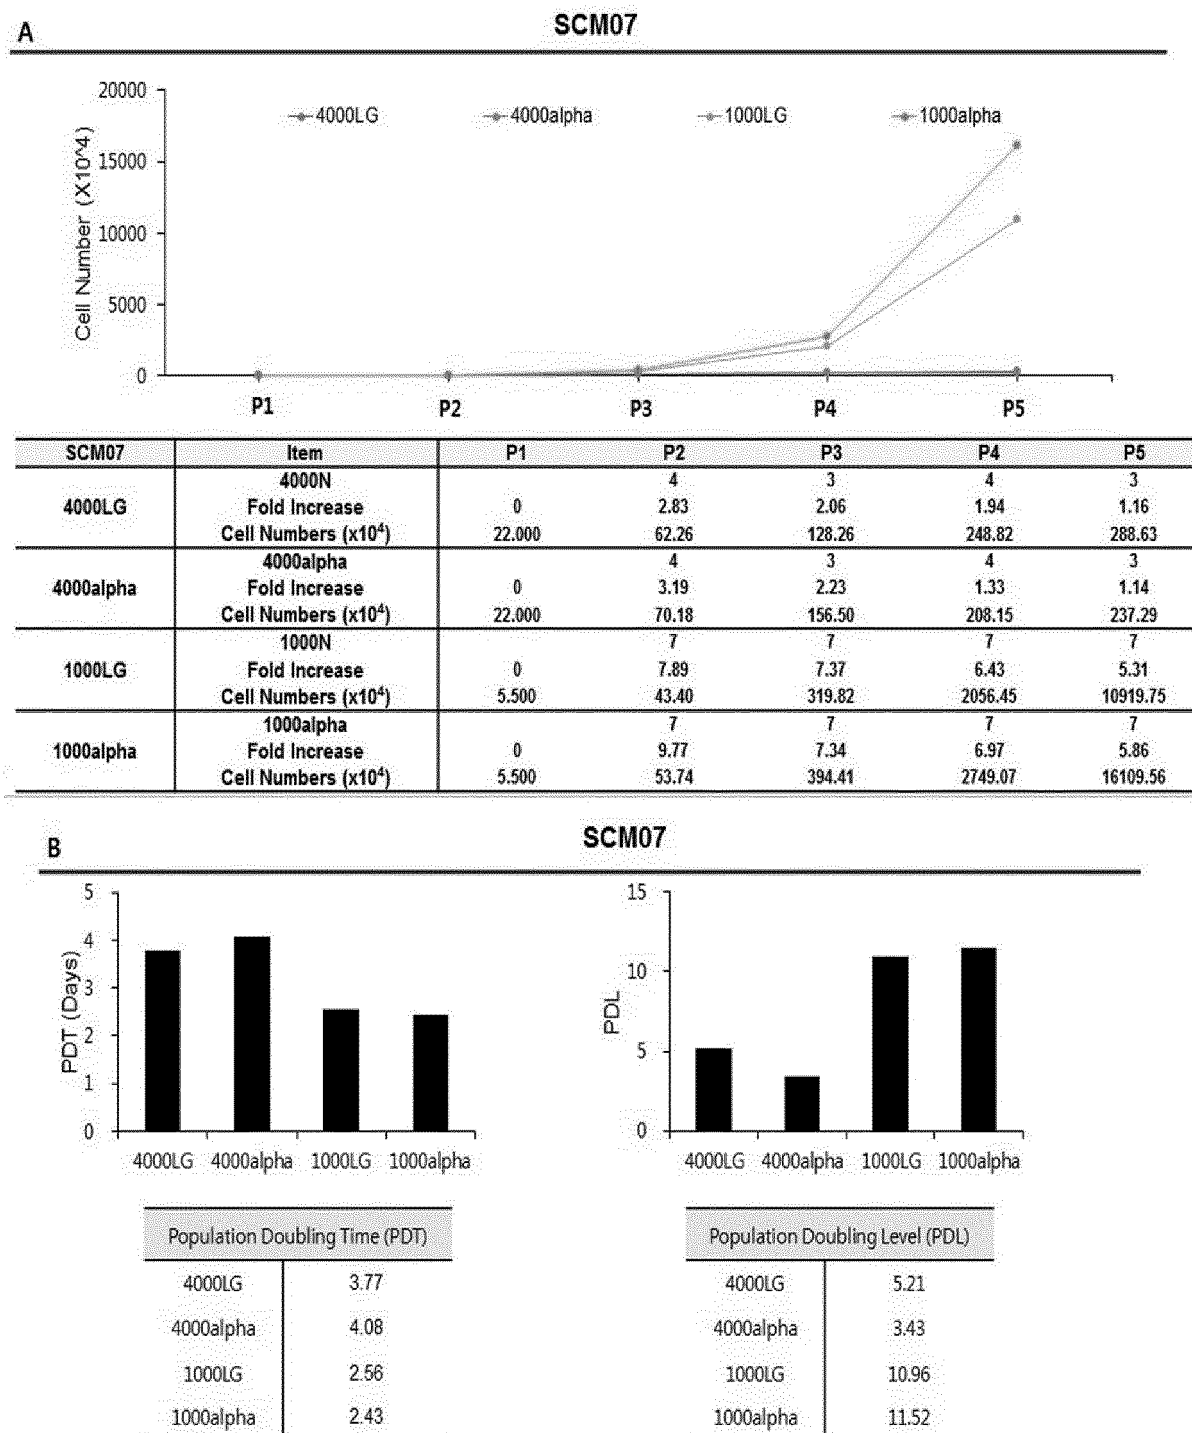 A
SCM07
20000
15000
10000
5000
0
Cell Number (X10^4)
4000LG 4000alpha 1000LG 1000alpha
P1 P2 P3 P4 P5
SCM07 Item P1 P2 P3 P4 P5
4000LG
4000N 4 3 4 3
Fold Increase 0 2.83 2.06 1.94 1.16
Cell Numbers (x10⁴) 22.000 62.26 128.26 248.82 288.63
4000alpha
4000alpha 4 3 4 3
Fold Increase 0 3.19 2.23 1.33 1.14
Cell Numbers (x10⁴) 22.000 70.18 156.50 208.15 237.29
1000LG
1000N 7 7 7 7
Fold Increase 0 7.89 7.37 6.43 5.31
Cell Numbers (x10⁴) 5.500 43.40 319.82 2056.45 10919.75
1000alpha
1000alpha 7 7 7 7
Fold Increase 0 9.77 7.34 6.97 5.86
Cell Numbers (x10⁴) 5.500 53.74 394.41 2749.07 16109.56
B
SCM07
5
4
3
2
1
0
PDT (Days)
4000LG 4000alpha 1000LG 1000alpha
15
10
5
0
PDL
4000LG 4000alpha 1000LG 1000alpha
Population Doubling Time (PDT)
4000LG 3.77
4000alpha 4.08
1000LG 2.56
1000alpha 2.43
Population Doubling Level (PDL)
4000LG 5.21
4000alpha 3.43
1000LG 10.96
1000alpha 11.52